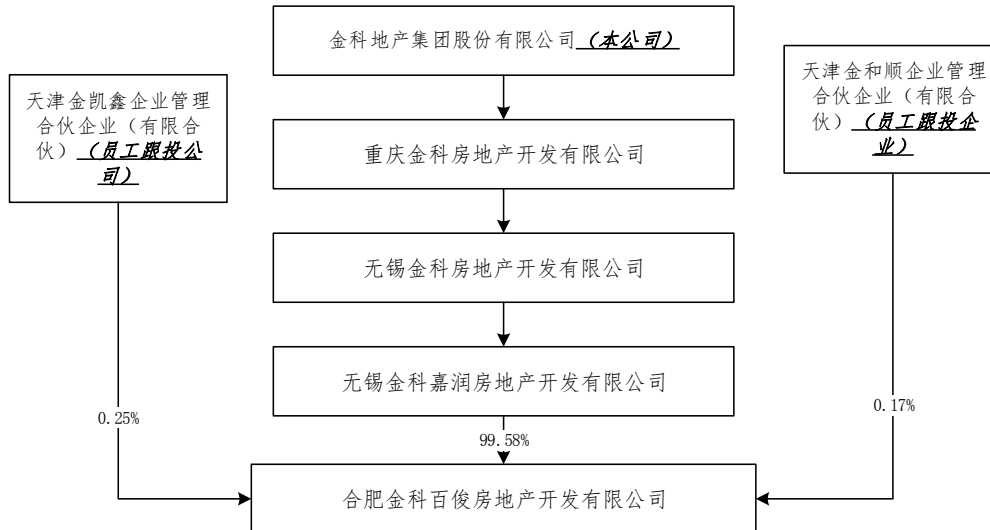 金科地产集团股份有限公司（本公司）
天津金凯鑫企业管理
合伙企业（有限合
伙）（员工跟投公
司）
天津金和顺企业管理
合伙企业（有限合
伙）（员工跟投企
业）
重庆金科房地产开发有限公司
无锡金科房地产开发有限公司
无锡金科嘉润房地产开发有限公司
0.25%
99.58%
0.17%
合肥金科百俊房地产开发有限公司